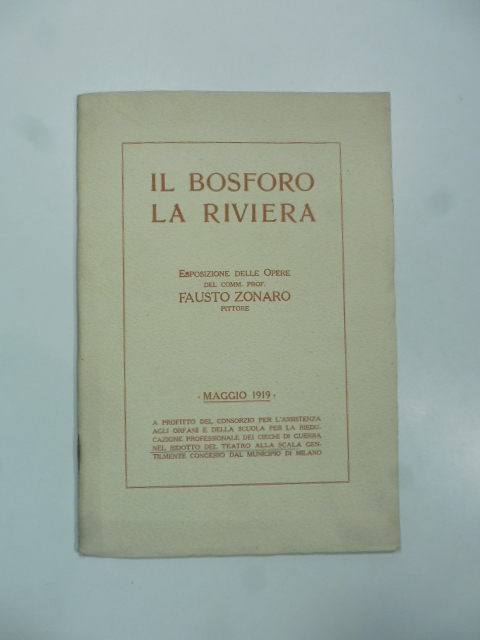 IL BOSFORO
LA RIVIERA
ESPOSIZIONE DELLE OPERE
DEL COMM. PROF.
FAUSTO ZONARO
PITTORE
MAGGIO 1919
A PROFITTO DEL CONSORZIO PER L'ASSISTENZA
AGLI ORFANI E DELLA SCUOLA PER LA RIEDU-
CAZIONE PROFESSIONALE DEI CIECHI DI GUERRA
NEL RIDOTTO DEL TEATRO ALLA SCALA GEN-
TILMENTE CONCESSO DAL MUNICIPIO DI MILANO